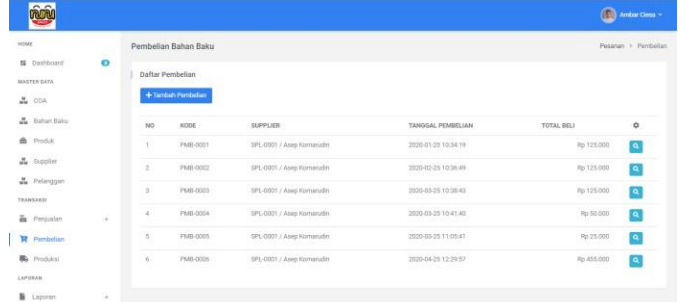 Ambar Ciesa
HOME
Dashboard
MASTER DATA
COA
Bahan Baku
Produk
Supplier
Pelanggan
TRANSAKSI
Penjualan +
Pembelian
Produksi
LAPORAN
Laporan +
Pembelian Bahan Baku
Pesanan > Pembelian
Daftar Pembelian
+ Tambah Pembelian
NO KODE SUPPLIER TANGGAL PEMBELIAN TOTAL BELI
1 PMB-0001 SPL-0001 / Asep Komarudin 2020-01-25 10:34:19 Rp 125.000
2 PMB-0002 SPL-0001 / Asep Komarudin 2020-02-25 10:36:49 Rp 125.000
3 PMB-0003 SPL-0001 / Asep Komarudin 2020-03-25 10:38:43 Rp 125.000
4 PMB-0004 SPL-0001 / Asep Komarudin 2020-03-25 10:41:40 Rp 50.000
5 PMB-0005 SPL-0001 / Asep Komarudin 2020-03-25 11:05:41 Rp 25.000
6 PMB-0006 SPL-0001 / Asep Komarudin 2020-04-25 12:29:57 Rp 455.000